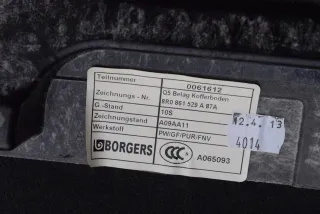 Teilnummer 0061612
Q5 Belag Kofferboden
Zeichnungs - Nr. 8R0 861 529 A 87A
G -Stand 10S
Zeichnungstand A09AA11
Werkstoff PW/GF/PUR/FNV
BORGERS CCC A065093
12.4.13
4014